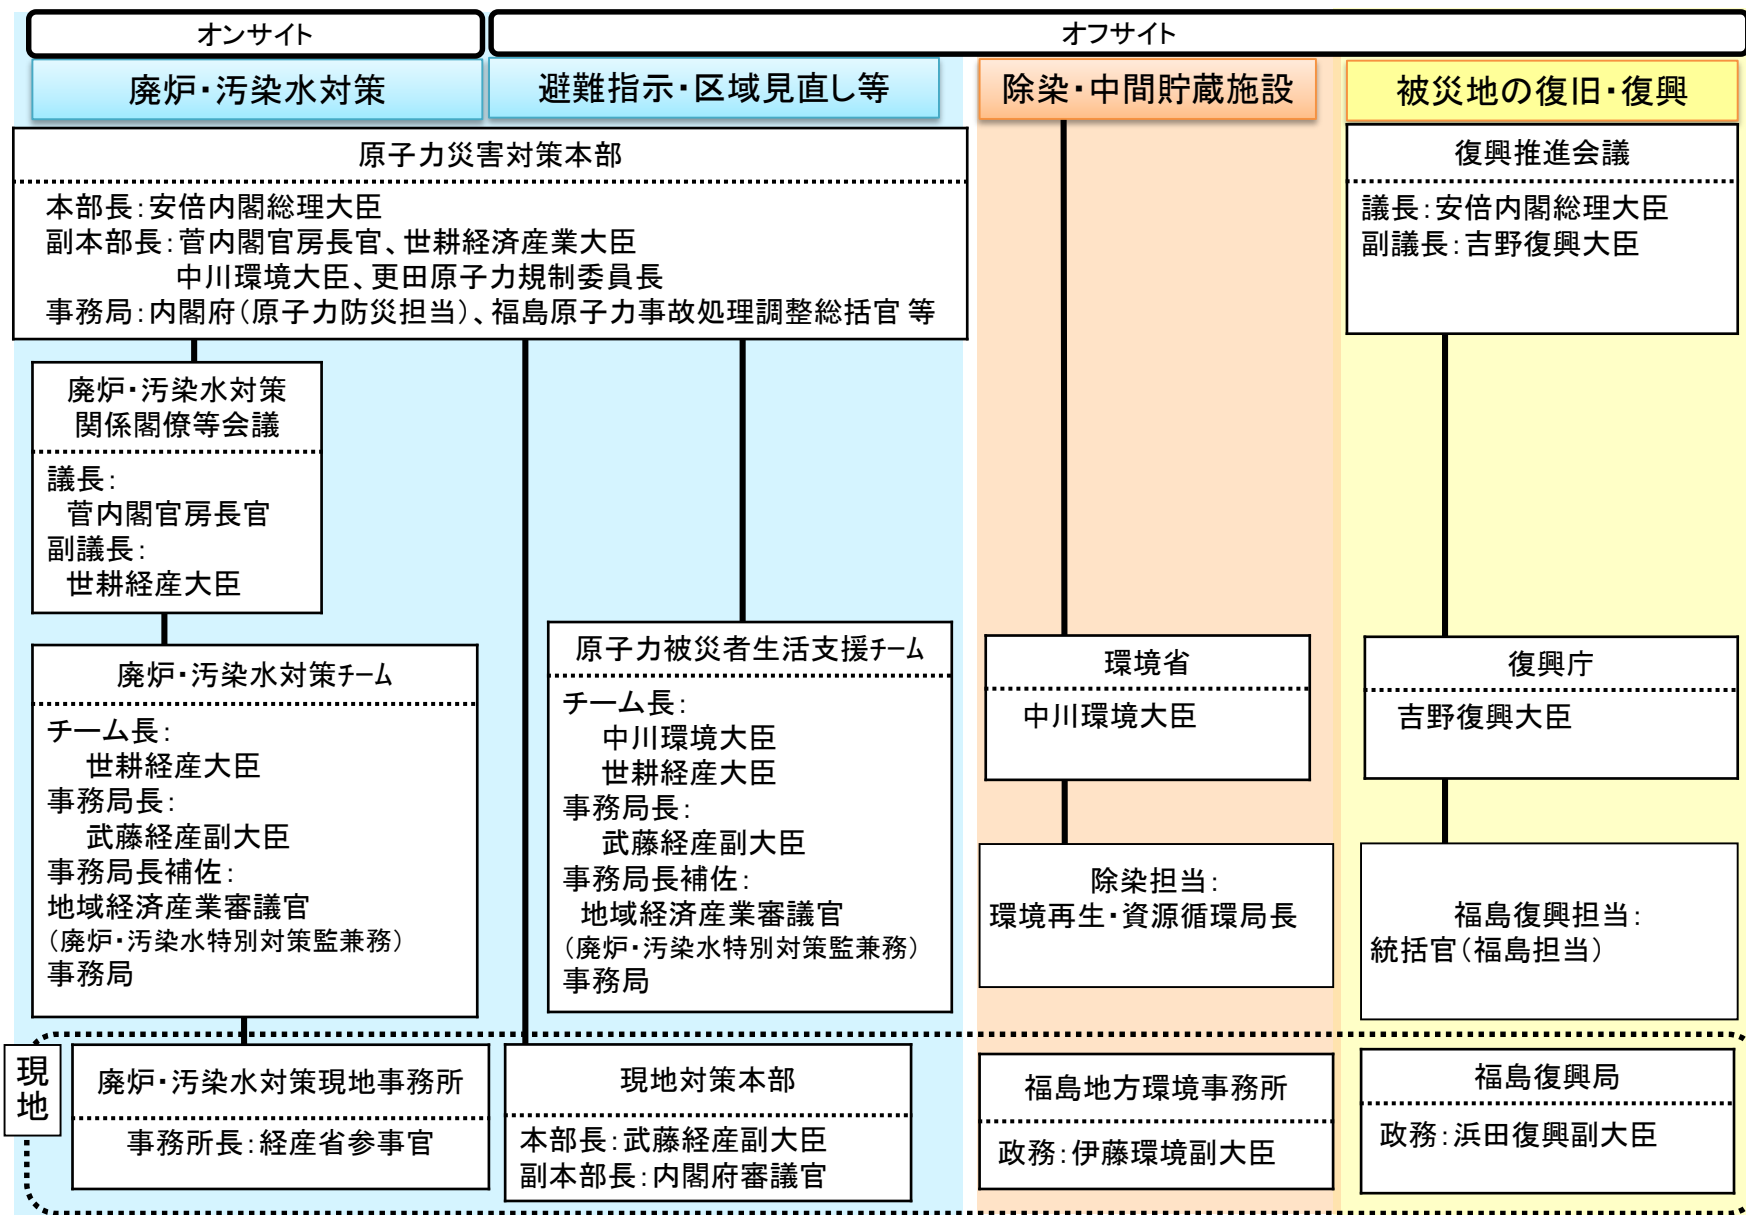 オンサイト
オフサイト
廃炉・汚染水対策
避難指示・区域見直し等
除染・中間貯蔵施設
被災地の復旧・復興
原子力災害対策本部
本部長：安倍内閣総理大臣
副本部長：菅内閣官房長官、世耕経済産業大臣
中川環境大臣、更田原子力規制委員長
事務局：内閣府（原子力防災担当）、福島原子力事故処理調整総括官 等
復興推進会議
議長：安倍内閣総理大臣
副議長：吉野復興大臣
廃炉・汚染水対策
関係閣僚等会議
議長：
菅内閣官房長官
副議長：
世耕経産大臣
廃炉・汚染水対策チーム
チーム長：
世耕経産大臣
事務局長：
武藤経産副大臣
事務局長補佐：
地域経済産業審議官
（廃炉・汚染水特別対策監兼務）
事務局
原子力被災者生活支援チーム
チーム長：
中川環境大臣
世耕経産大臣
事務局長：
武藤経産副大臣
事務局長補佐：
地域経済産業審議官
（廃炉・汚染水特別対策監兼務）
事務局
環境省
中川環境大臣
復興庁
吉野復興大臣
除染担当：
環境再生・資源循環局長
福島復興担当：
統括官（福島担当）
現地
廃炉・汚染水対策現地事務所
事務所長：経産省参事官
現地対策本部
本部長：武藤経産副大臣
副本部長：内閣府審議官
福島地方環境事務所
政務：伊藤環境副大臣
福島復興局
政務：浜田復興副大臣